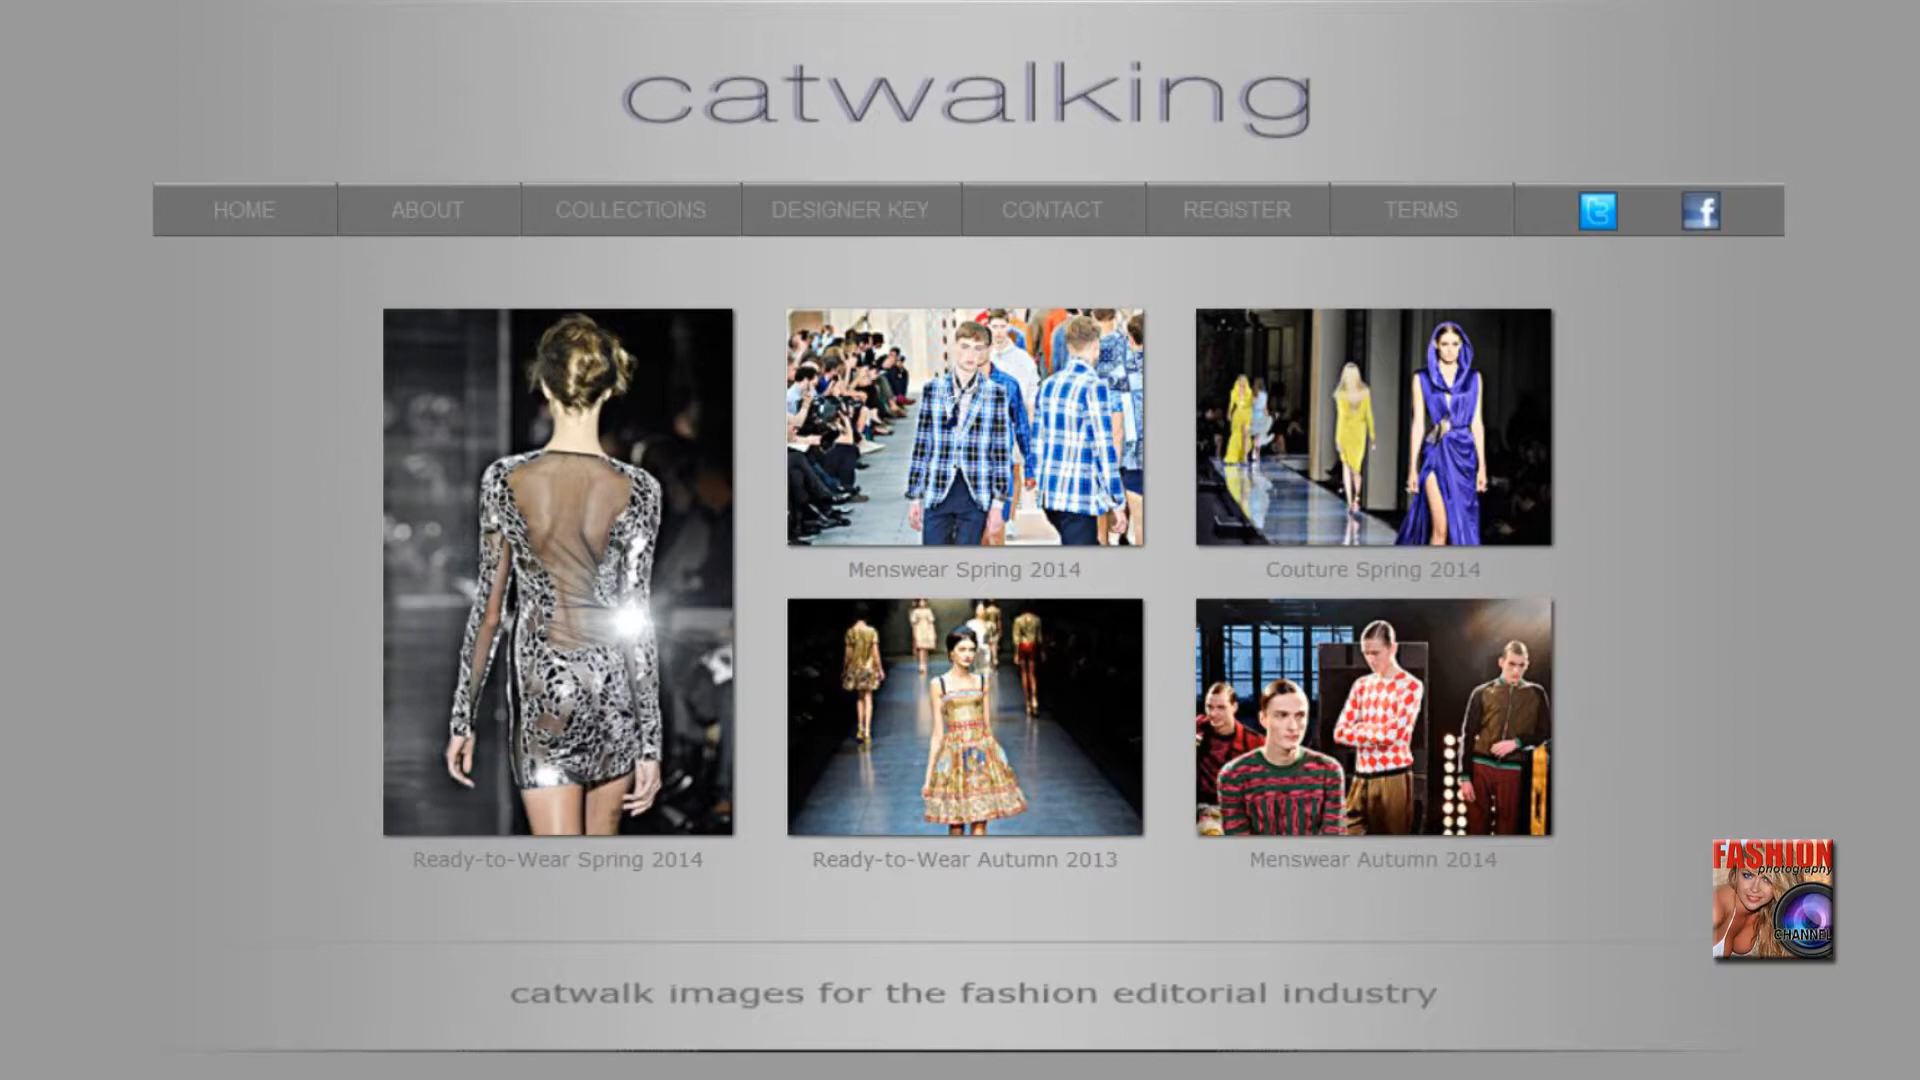 catwalking
HOME ABOUT COLLECTIONS DESIGNER KEY CONTACT REGISTER TERMS
Menswear Spring 2014
Couture Spring 2014
Ready-to-Wear Spring 2014
Ready-to-Wear Autumn 2013
Menswear Autumn 2014
FASHION
photography
CHANNEL
catwalk images for the fashion editorial industry